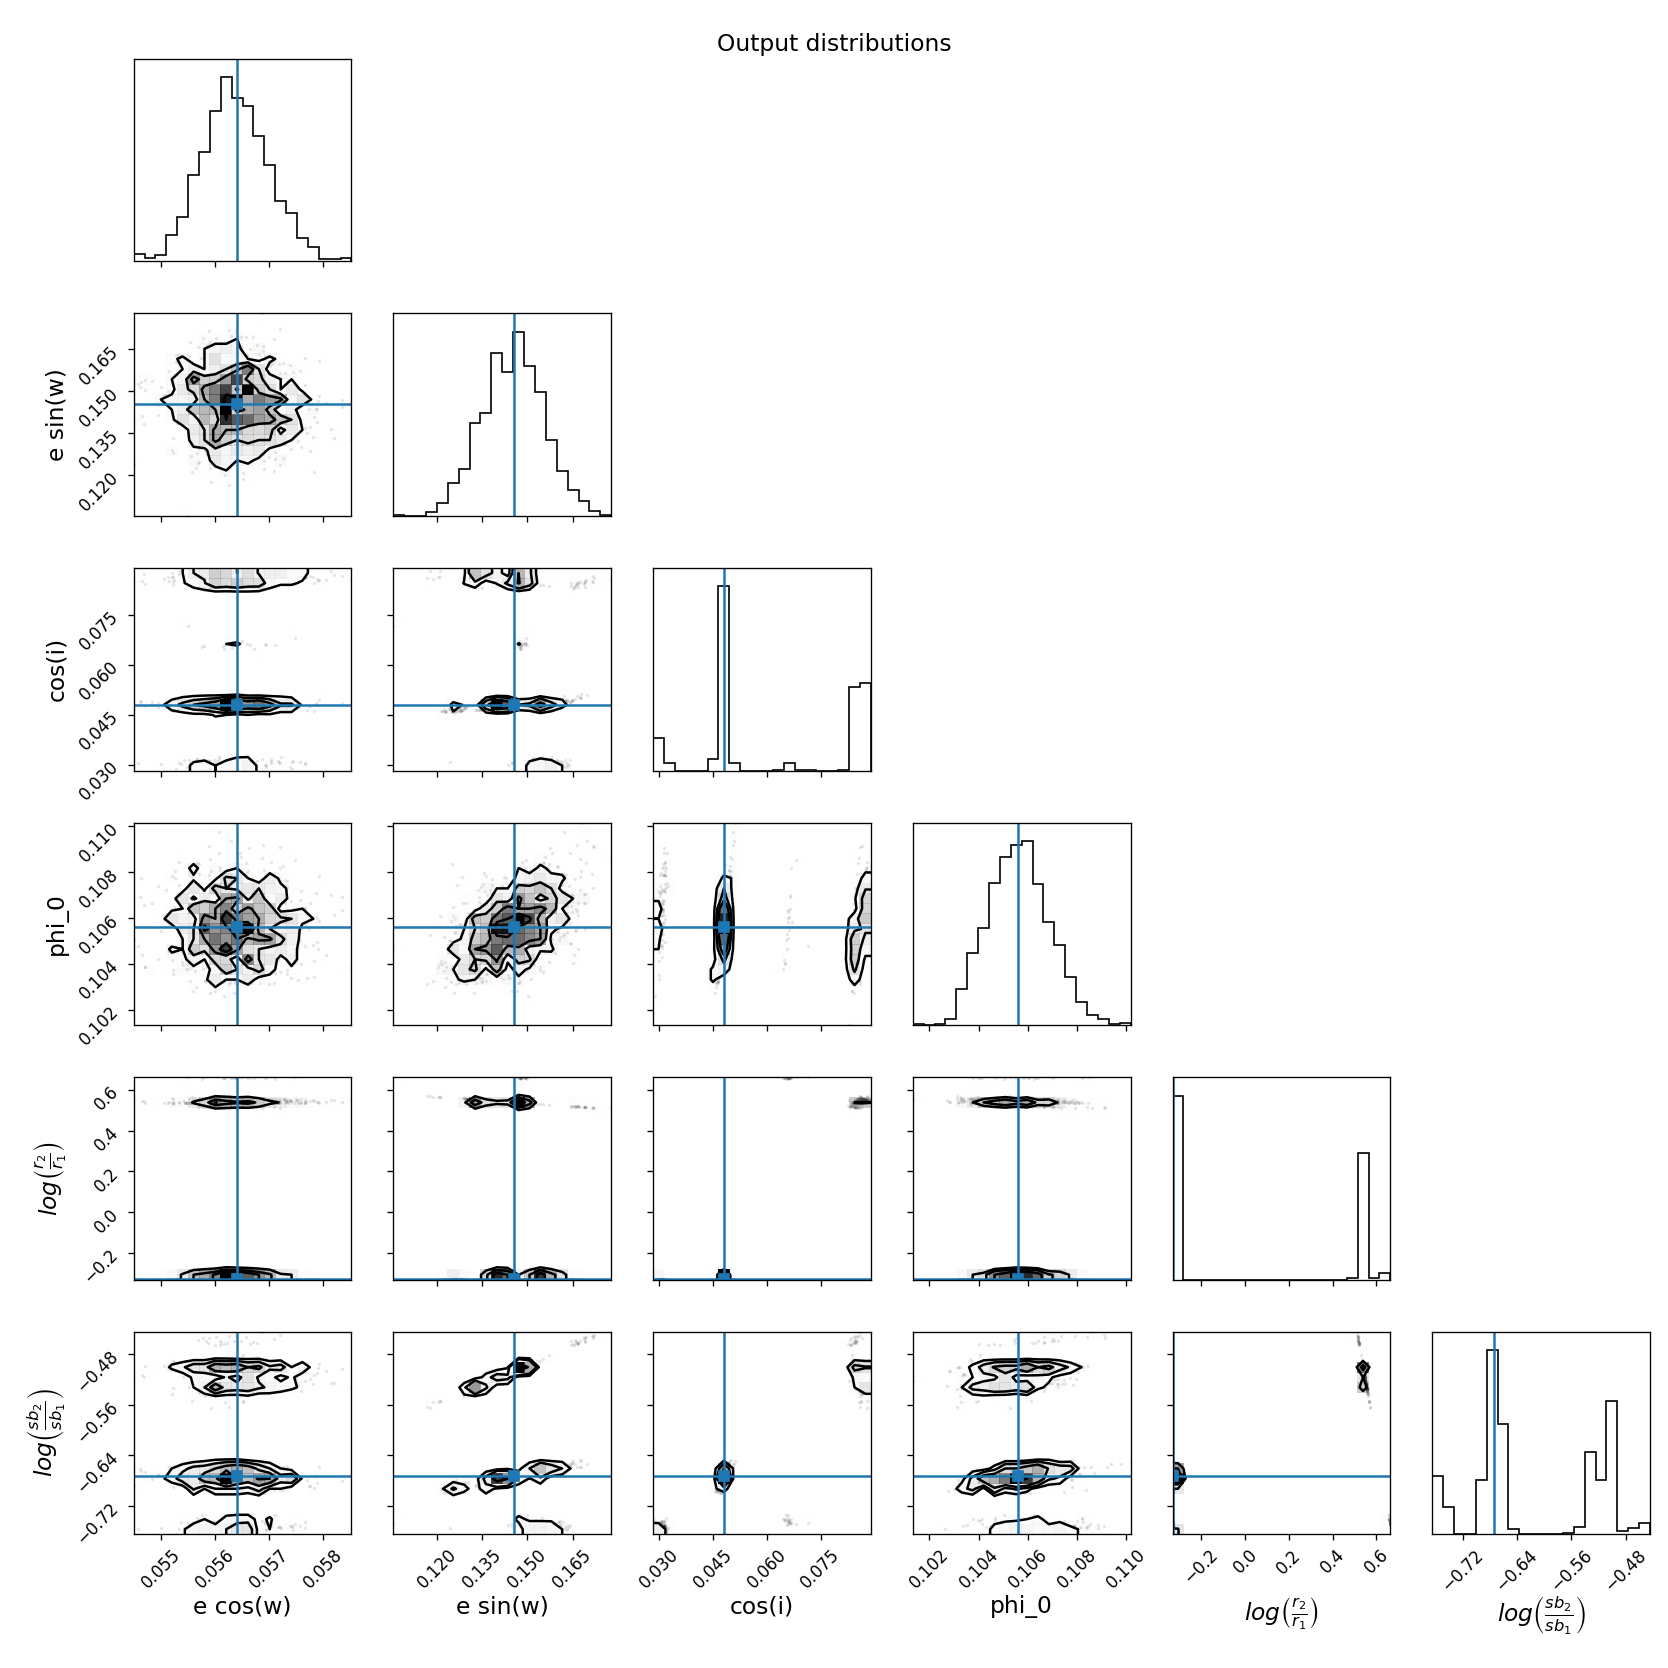 Output distributions
e sin(w)
0.165
0.150
0.135
0.120
cos(i)
0.075
0.060
0.045
0.030
phi_0
0.110
0.108
0.106
0.104
0.102
log(r₂/r₁)
0.6
0.4
0.2
0.0
−0.2
log(sb₂/sb₁)
−0.48
−0.56
−0.64
−0.72
0.055 0.056 0.057 0.058
0.120 0.135 0.150 0.165
0.030 0.045 0.060 0.075
0.102 0.104 0.106 0.108 0.110
−0.2 0.0 0.2 0.4 0.6
−0.72 −0.64 −0.56 −0.48
e cos(w) e sin(w) cos(i) phi_0 log(r₂/r₁) log(sb₂/sb₁)